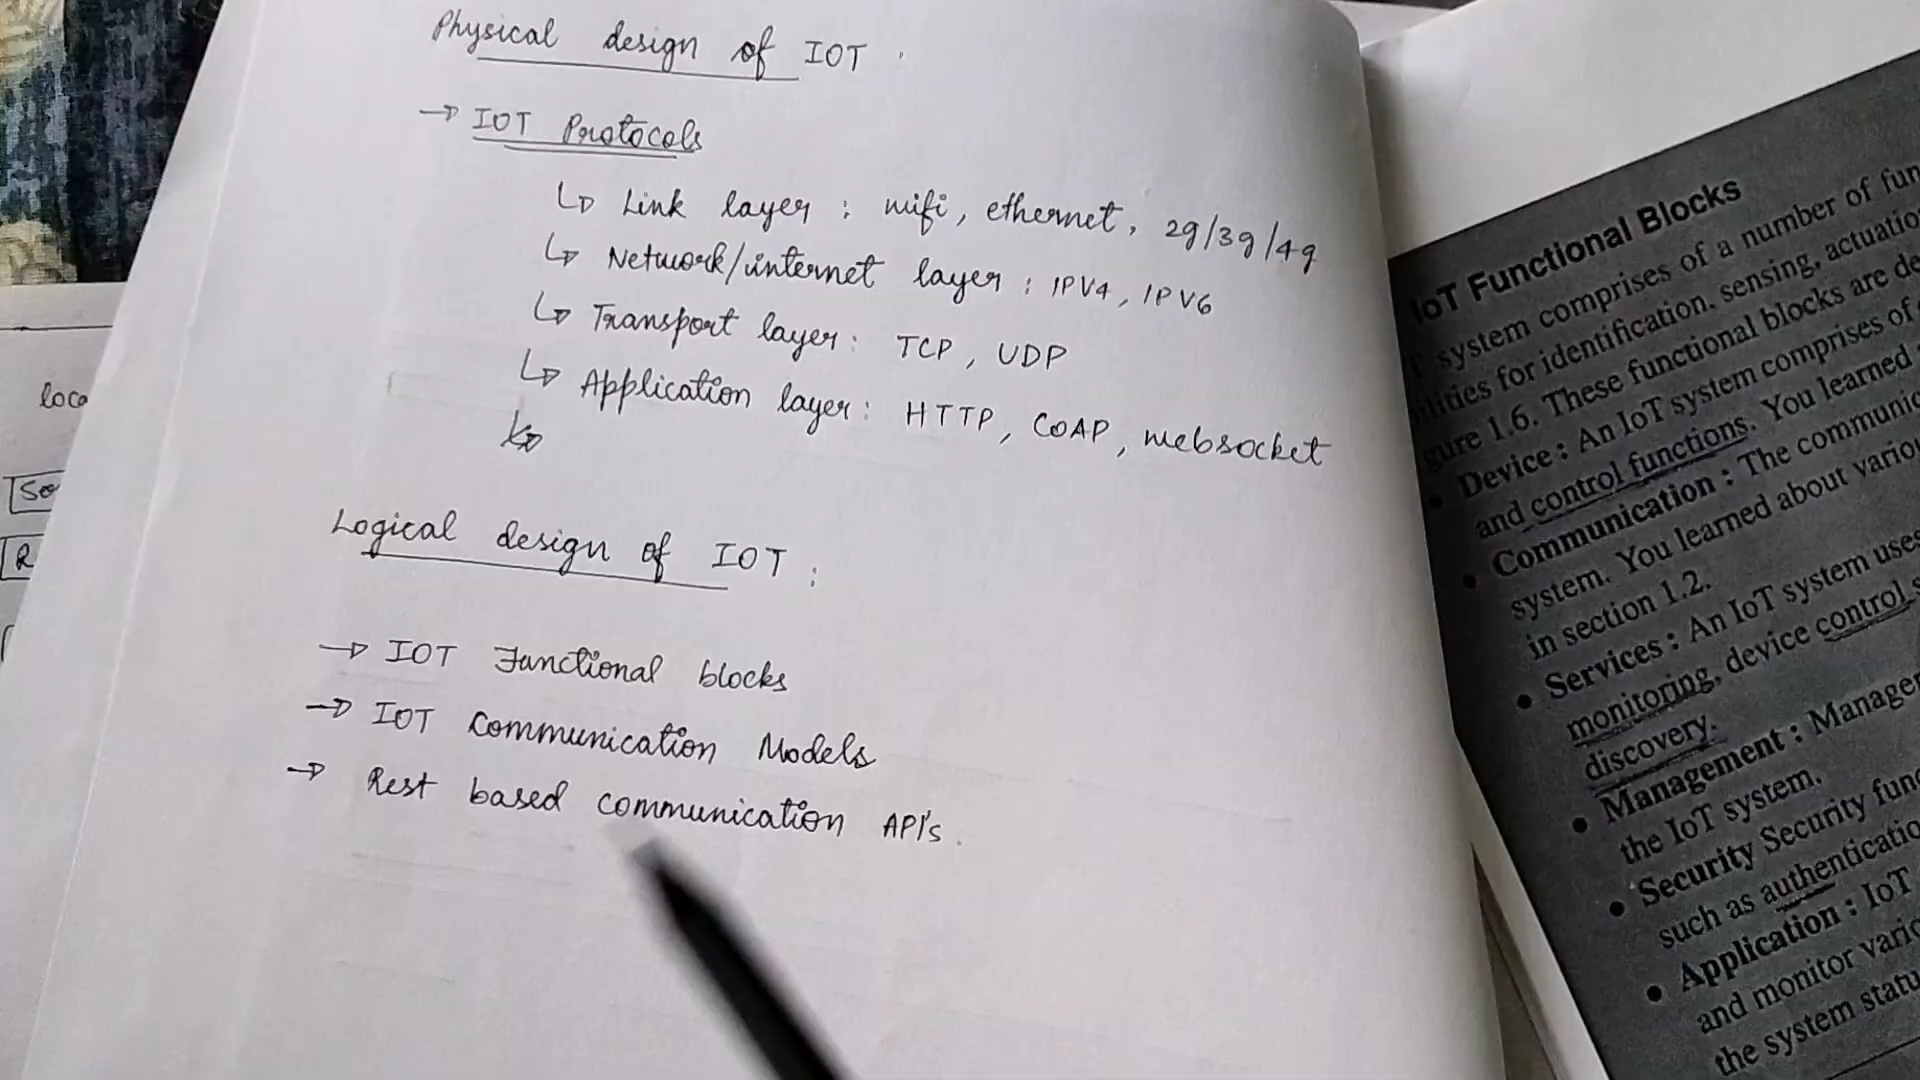 Physical design of IOT
→ IOT Protocols
↳ Link layer : wifi, ethernet, 2g/3g/4g
↳ Network/internet layer : IPV4, IPV6
↳ Transport layer : TCP, UDP
↳ Application layer : HTTP, COAP, websocket
Logical design of IOT :
→ IOT Functional blocks
→ IOT Communication Models
→ Rest based communication API's.
loca
So
R
IoT Functional Blocks
T system comprises of a number of fun
ilities for identification, sensing, actuatio
gure 1.6. These functional blocks are de
• Device : An IoT system comprises of
and control functions. You learned
• Communication : The communic
system. You learned about variou
in section 1.2.
• Services : An IoT system uses
monitoring, device control s
discovery.
• Management : Manager
the IoT system.
• Security Security func
such as authenticatio
• Application : IoT
and monitor vario
the system statu